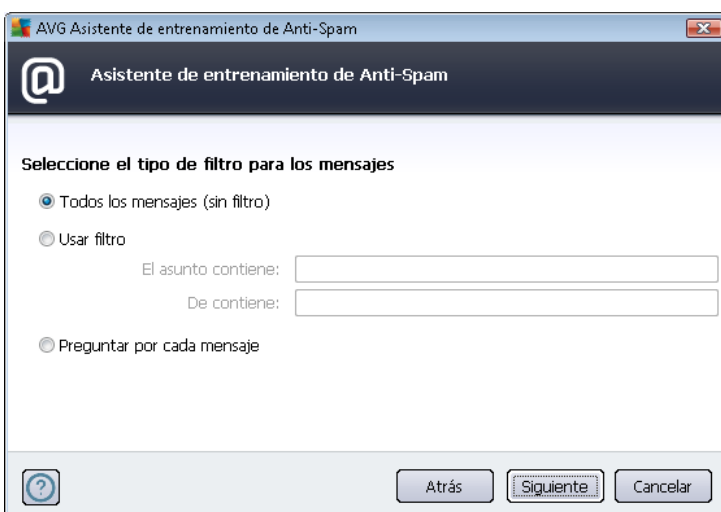 AVG Asistente de entrenamiento de Anti-Spam
Asistente de entrenamiento de Anti-Spam
Seleccione el tipo de filtro para los mensajes
Todos los mensajes (sin filtro)
Usar filtro
El asunto contiene:
De contiene:
Preguntar por cada mensaje
Atrás Siguiente Cancelar